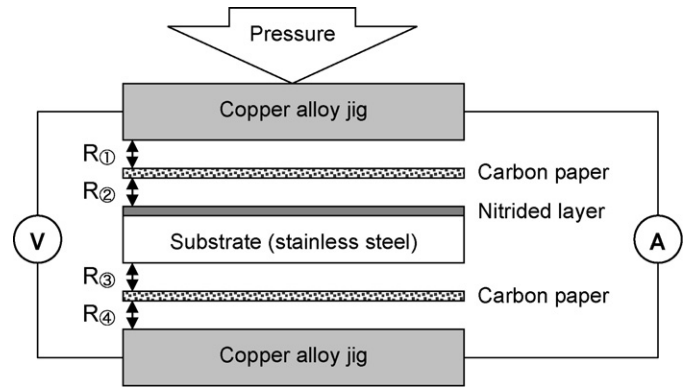 Pressure
Copper alloy jig
R①
Carbon paper
R②
Nitrided layer
V
Substrate (stainless steel)
A
R③
Carbon paper
R④
Copper alloy jig